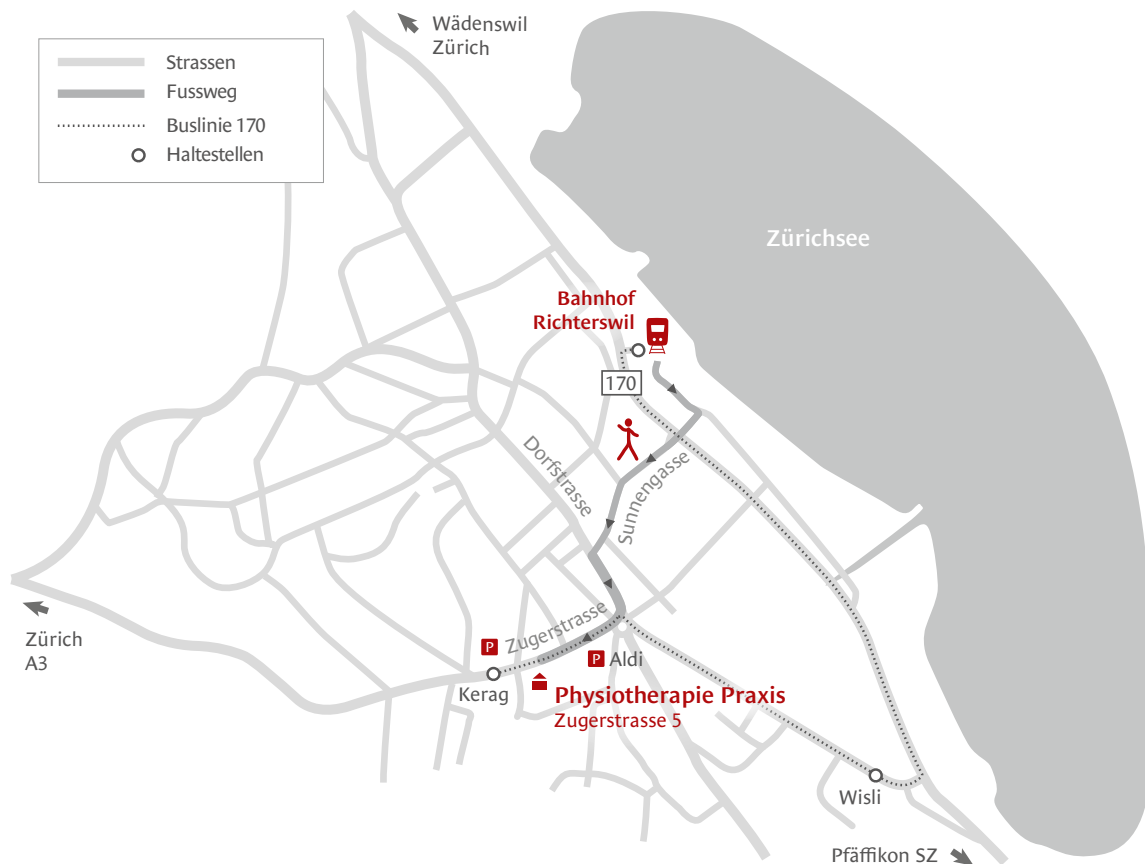 Wädenswil
Zürich
Strassen
Fussweg
Buslinie 170
Haltestellen
Zürichsee
Bahnhof
Richterswil
170
Dorfstrasse
Sunnengasse
Zugerstrasse
P
P
Aldi
Kerag
Physiotherapie Praxis
Zugerstrasse 5
Zürich
A3
Wisli
Pfäffikon SZ